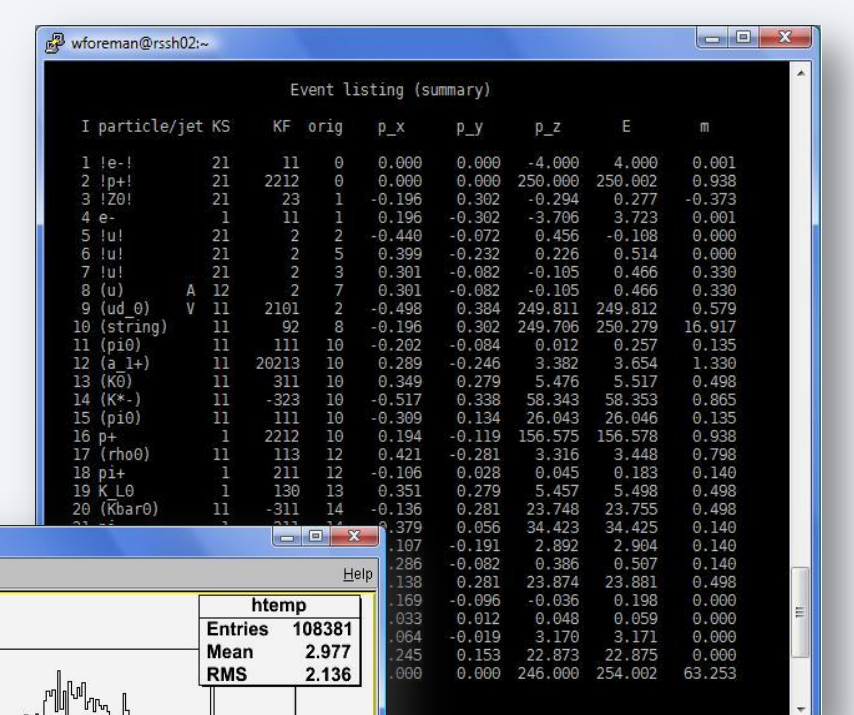 wforeman@rssh02:~
Event listing (summary)
I particle/jet KS KF orig p_x p_y p_z E m
1 !e-! 21 11 0 0.000 0.000 -4.000 4.000 0.001
2 !p+! 21 2212 0 0.000 0.000 250.000 250.002 0.938
3 !Z0! 21 23 1 -0.196 0.302 -0.294 0.277 -0.373
4 e- 1 11 1 0.196 -0.302 -3.706 3.723 0.001
5 !u! 21 2 2 -0.440 -0.072 0.456 -0.108 0.000
6 !u! 21 2 5 0.399 -0.232 0.226 0.514 0.000
7 !u! 21 2 3 0.301 -0.082 -0.105 0.466 0.330
8 (u) A 12 2 7 0.301 -0.082 -0.105 0.466 0.330
9 (ud_0) V 11 2101 2 -0.498 0.384 249.811 249.812 0.579
10 (string) 11 92 8 -0.196 0.302 249.706 250.279 16.917
11 (pi0) 11 111 10 -0.202 -0.084 0.012 0.257 0.135
12 (a_1+) 11 20213 10 0.289 -0.246 3.382 3.654 1.330
13 (K0) 11 311 10 0.349 0.279 5.476 5.517 0.498
14 (K*-) 11 -323 10 -0.517 0.338 58.343 58.353 0.865
15 (pi0) 11 111 10 -0.309 0.134 26.043 26.046 0.135
16 p+ 1 2212 10 0.194 -0.119 156.575 156.578 0.938
17 (rho0) 11 113 12 0.421 -0.281 3.316 3.448 0.798
18 pi+ 1 211 12 -0.106 0.028 0.045 0.183 0.140
19 K_L0 1 130 13 0.351 0.279 5.457 5.498 0.498
20 (Kbar0) 11 -311 14 -0.136 0.281 23.748 23.755 0.498
.379 0.056 34.423 34.425 0.140
.107 -0.191 2.892 2.904 0.140
.286 -0.082 0.386 0.507 0.140
.138 0.281 23.874 23.881 0.498
.169 -0.096 -0.036 0.198 0.000
.033 0.012 0.048 0.059 0.000
.064 -0.019 3.170 3.171 0.000
.245 0.153 22.873 22.875 0.000
.000 0.000 246.000 254.002 63.253
Help
htemp
Entries 108381
Mean 2.977
RMS 2.136